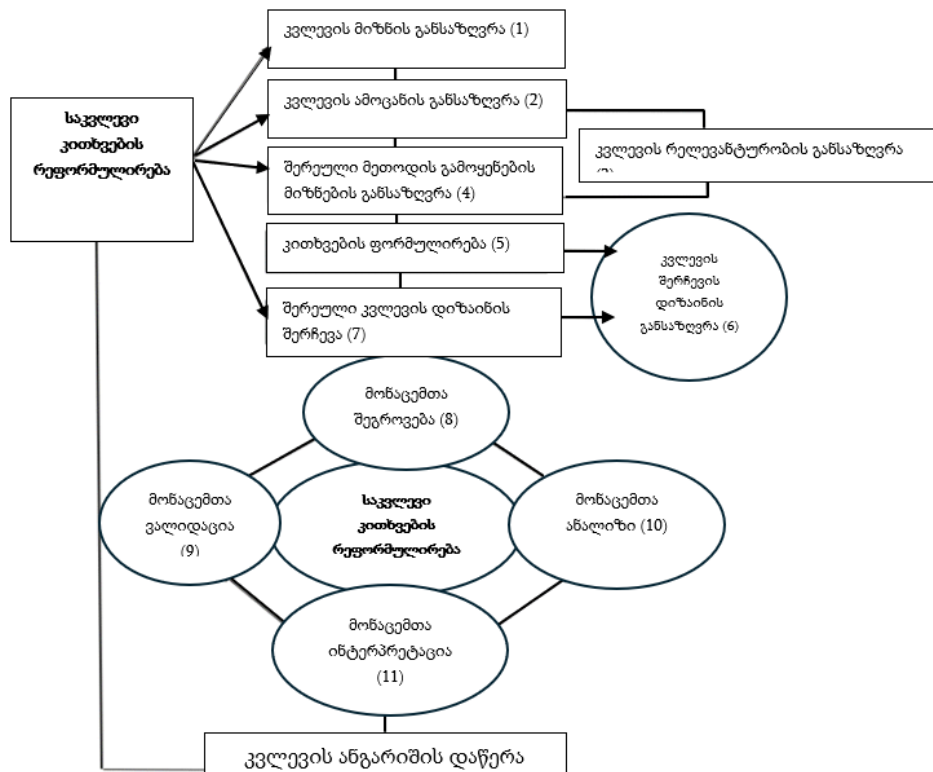 კვლევის მიზნის განსაზღვრა (1)
საკვლევი
კითხვების
რეფორმულირება
კვლევის ამოცანის განსაზღვრა (2)
კვლევის რელევანტურობის განსაზღვრა
შერეული მეთოდის გამოყენების
მიზნების განსაზღვრა (4)
კითხვების ფორმულირება (5)
კვლევის
შერჩევის
დიზაინის
განსაზღვრა (6)
შერეული კვლევის დიზაინის
შერჩევა (7)
მონაცემთა
შეგროვება (8)
მონაცემთა
ვალიდაცია
(9)
საკვლევი
კითხვების
რეფორმულირება
მონაცემთა
ანალიზი (10)
მონაცემთა
ინტერპრეტაცია
(11)
კვლევის ანგარიშის დაწერა